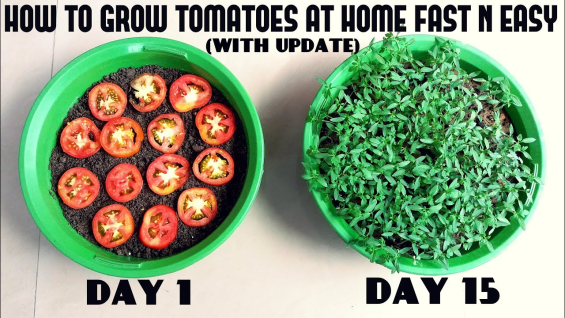 HOW TO GROW TOMATOES AT HOME FAST N EASY
(WITH UPDATE)
DAY 1
DAY 15